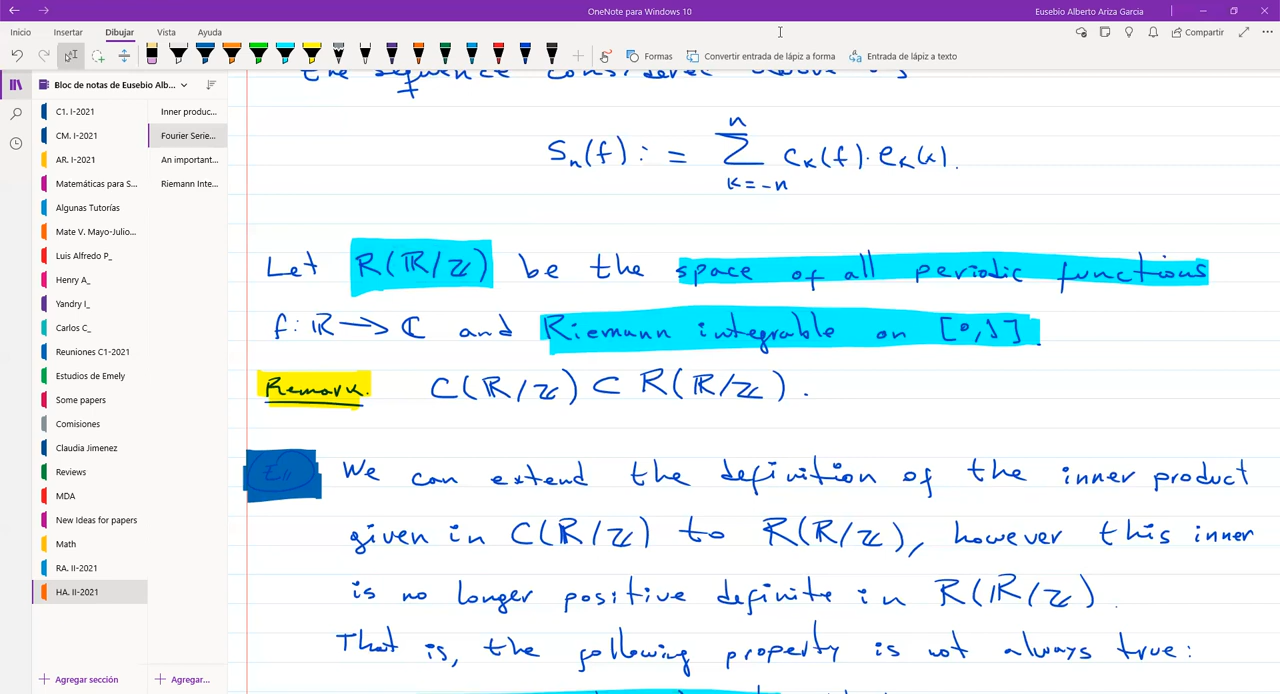 OneNote para Windows 10
Eusebio Alberto Ariza Garcia
Inicio
Insertar
Dibujar
Vista
Ayuda
Compartir
Formas
Convertir entrada de lápiz a forma
Entrada de lápiz a texto
Bloc de notas de Eusebio Alb...
C1. I-2021
CM. I-2021
AR. I-2021
Matemáticas para S...
Algunas Tutorías
Mate V. Mayo-Julio...
Luis Alfredo P_
Henry A_
Yandry I_
Carlos C_
Reuniones C1-2021
Estudios de Emely
Some papers
Comisiones
Claudia Jimenez
Reviews
MDA
New Ideas for papers
Math
RA. II-2021
HA. II-2021
Agregar sección
Inner produc...
Fourier Serie...
An important...
Riemann Inte...
Agregar...
the sequence
Sn(f) := ∑_{k=-n}^{n} ck(f) · ek(x).
Let R(ℝ/ℤ) be the space of all periodic functions
f: ℝ → ℂ and Riemann integrable on [0,1].
Remark. C(ℝ/ℤ) ⊂ R(ℝ/ℤ).
We can extend the definition of the inner product
given in C(ℝ/ℤ) to R(ℝ/ℤ), however this inner
is no longer positive definite in R(ℝ/ℤ).
That is, the following property is not always true: